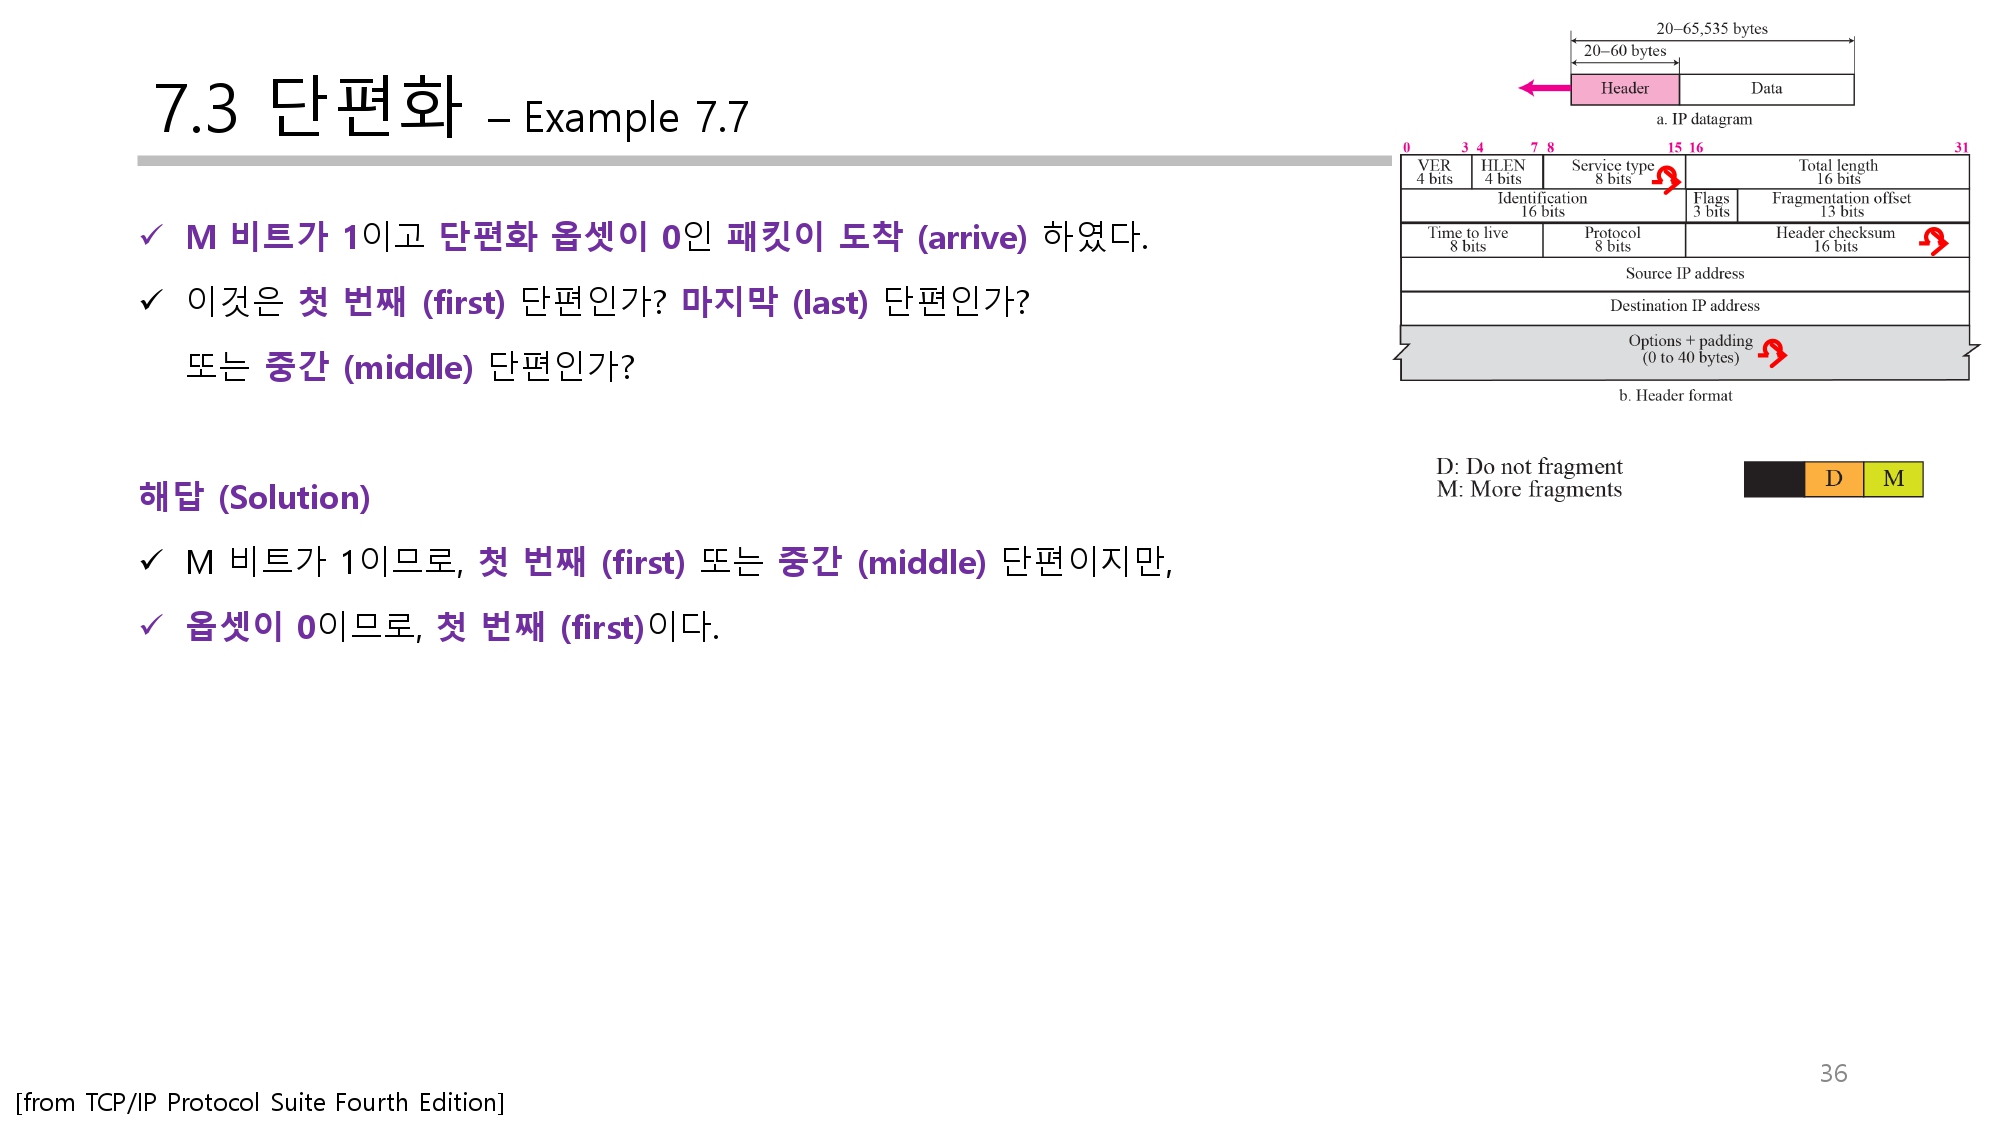 7.3 단편화 – Example 7.7
✓ M 비트가 1이고 단편화 옵셋이 0인 패킷이 도착 (arrive) 하였다.
✓ 이것은 첫 번째 (first) 단편인가? 마지막 (last) 단편인가?
또는 중간 (middle) 단편인가?
해답 (Solution)
✓ M 비트가 1이므로, 첫 번째 (first) 또는 중간 (middle) 단편이지만,
✓ 옵셋이 0이므로, 첫 번째 (first)이다.
20–65,535 bytes
20–60 bytes
Header Data
a. IP datagram
0 3 4 7 8 15 16 31
VER HLEN Service type Total length
4 bits 4 bits 8 bits 16 bits
Identification Flags Fragmentation offset
16 bits 3 bits 13 bits
Time to live Protocol Header checksum
8 bits 8 bits 16 bits
Source IP address
Destination IP address
Options + padding
(0 to 40 bytes)
b. Header format
D: Do not fragment
M: More fragments
D M
36
[from TCP/IP Protocol Suite Fourth Edition]